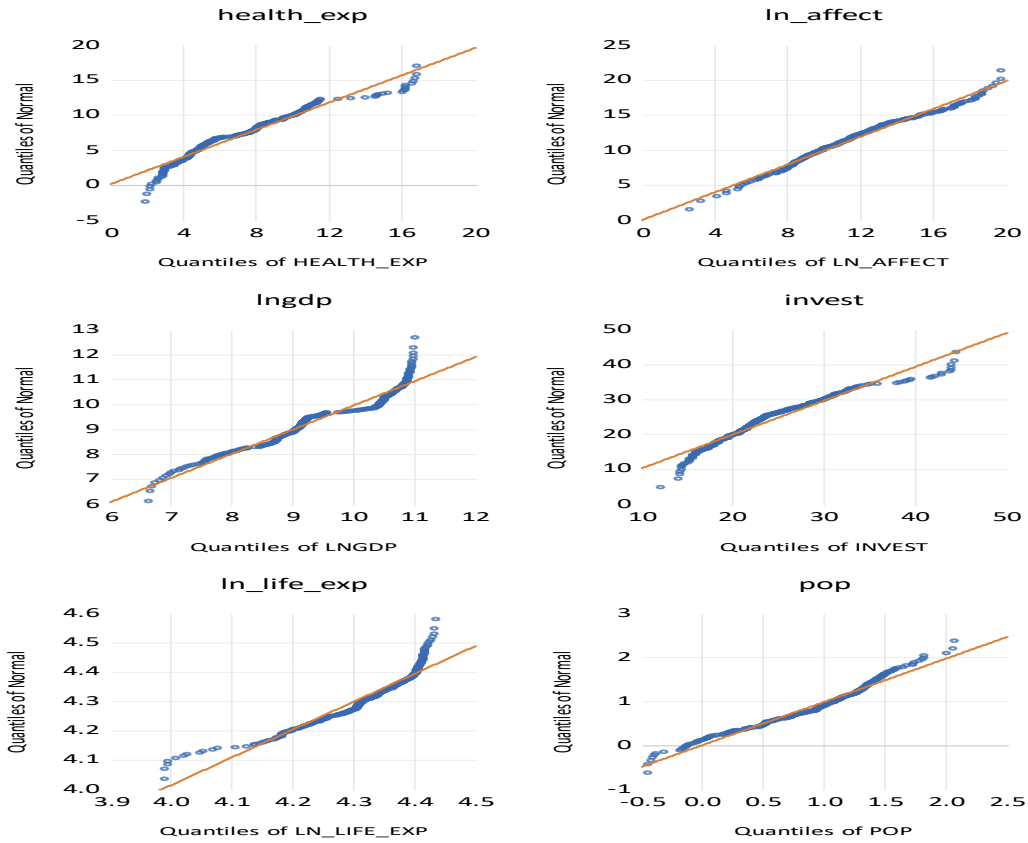 health_exp
Quantiles of Normal
20
15
10
5
0
-5
0 4 8 12 16 20
Quantiles of HEALTH_EXP
ln_affect
Quantiles of Normal
25
20
15
10
5
0
0 4 8 12 16 20
Quantiles of LN_AFFECT
lngdp
Quantiles of Normal
13
12
11
10
9
8
7
6
6 7 8 9 10 11 12
Quantiles of LNGDP
invest
Quantiles of Normal
50
40
30
20
10
0
10 20 30 40 50
Quantiles of INVEST
ln_life_exp
Quantiles of Normal
4.6
4.5
4.4
4.3
4.2
4.1
4.0
3.9 4.0 4.1 4.2 4.3 4.4 4.5
Quantiles of LN_LIFE_EXP
pop
Quantiles of Normal
3
2
1
0
-1
-0.5 0.0 0.5 1.0 1.5 2.0 2.5
Quantiles of POP